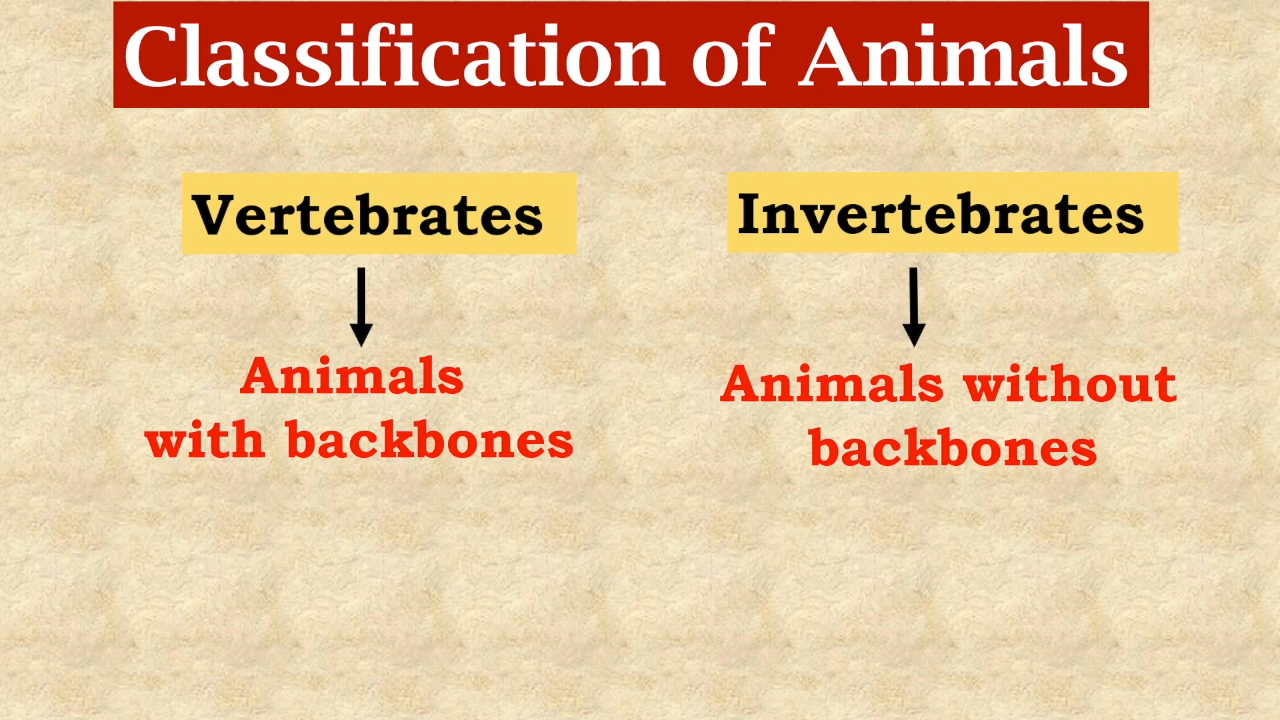 Classification of Animals
Vertebrates
Animals
with backbones
Invertebrates
Animals without
backbones